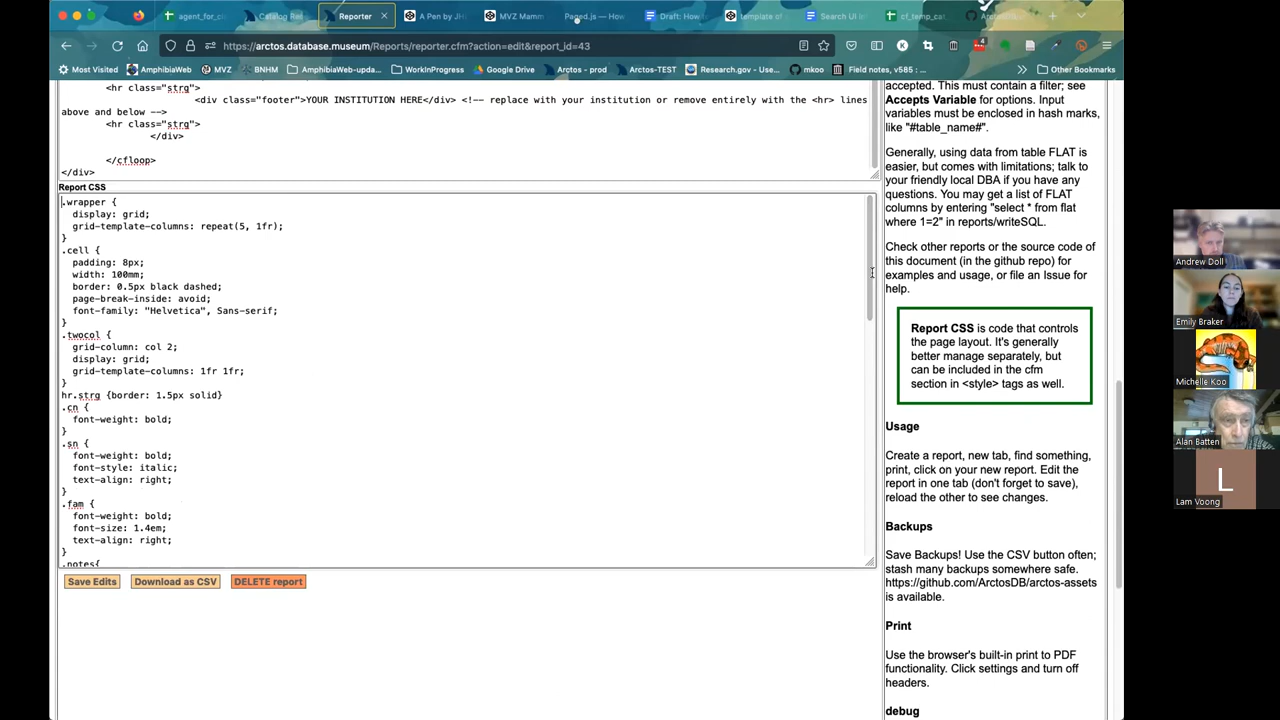 agent_for_cl
Catalog Rec
Reporter
A Pen by JH
MVZ Mamm
Paged.js — How
Draft: How
template of
Search UI in
cf_temp_cat
https://arctos.database.museum/Reports/reporter.cfm?action=edit&report_id=43
Most Visited
AmphibiaWeb
MVZ
BNHM
AmphibiaWeb-upda...
WorkInProgress
Google Drive
Arctos - prod
Arctos-TEST
Research.gov - Use...
mkoo
Field notes, v585 : ...
Other Bookmarks
<hr class="strg">
<div class="footer">YOUR INSTITUTION HERE</div> <!-- replace with your institution or remove entirely with the <hr> lines
above and below -->
<hr class="strg">
</div>
</cfloop>
</div>
Report CSS
.wrapper {
display: grid;
grid-template-columns: repeat(5, 1fr);
}
.cell {
padding: 8px;
width: 100mm;
border: 0.5px black dashed;
page-break-inside: avoid;
font-family: "Helvetica", Sans-serif;
}
.twocol {
grid-column: col 2;
display: grid;
grid-template-columns: 1fr 1fr;
}
hr.strg {border: 1.5px solid}
.cn {
font-weight: bold;
}
.sn {
font-weight: bold;
font-style: italic;
text-align: right;
}
.fam {
font-weight: bold;
font-size: 1.4em;
text-align: right;
}
.notes{
Save Edits
Download as CSV
DELETE report
accepted. This must contain a filter; see
Accepts Variable for options. Input
variables must be enclosed in hash marks,
like "#table_name#".
Generally, using data from table FLAT is
easier, but comes with limitations; talk to
your friendly local DBA if you have any
questions. You may get a list of FLAT
columns by entering "select * from flat
where 1=2" in reports/writeSQL.
Check other reports or the source code of
this document (in the github repo) for
examples and usage, or file an Issue for
help.
Report CSS is code that controls
the page layout. It's generally
better manage separately, but
can be included in the cfm
section in <style> tags as well.
Usage
Create a report, new tab, find something,
print, click on your new report. Edit the
report in one tab (don't forget to save),
reload the other to see changes.
Backups
Save Backups! Use the CSV button often;
stash many backups somewhere safe.
https://github.com/ArctosDB/arctos-assets
is available.
Print
Use the browser's built-in print to PDF
functionality. Click settings and turn off
headers.
debug
Andrew Doll
Emily Braker
Michelle Koo
Alan Batten
L
Lam Voong